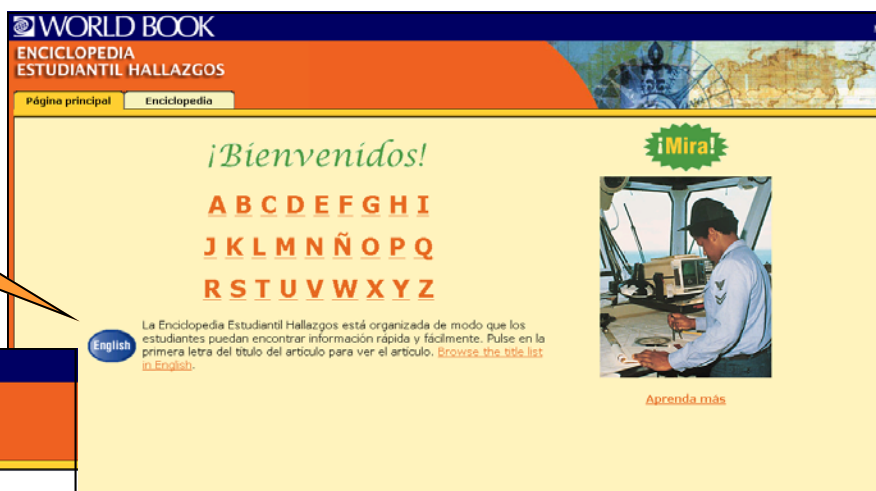 WORLD BOOK
ENCICLOPEDIA
ESTUDIANTIL HALLAZGOS
Página principal
Enciclopedia
¡Bienvenidos!
A B C D E F G H I
J K L M N Ñ O P Q
R S T U V W X Y Z
English
La Enciclopedia Estudiantil Hallazgos está organizada de modo que los
estudiantes puedan encontrar información rápida y fácilmente. Pulse en la
primera letra del título del artículo para ver el artículo. Browse the title list
in English.
¡Mira!
Aprenda más